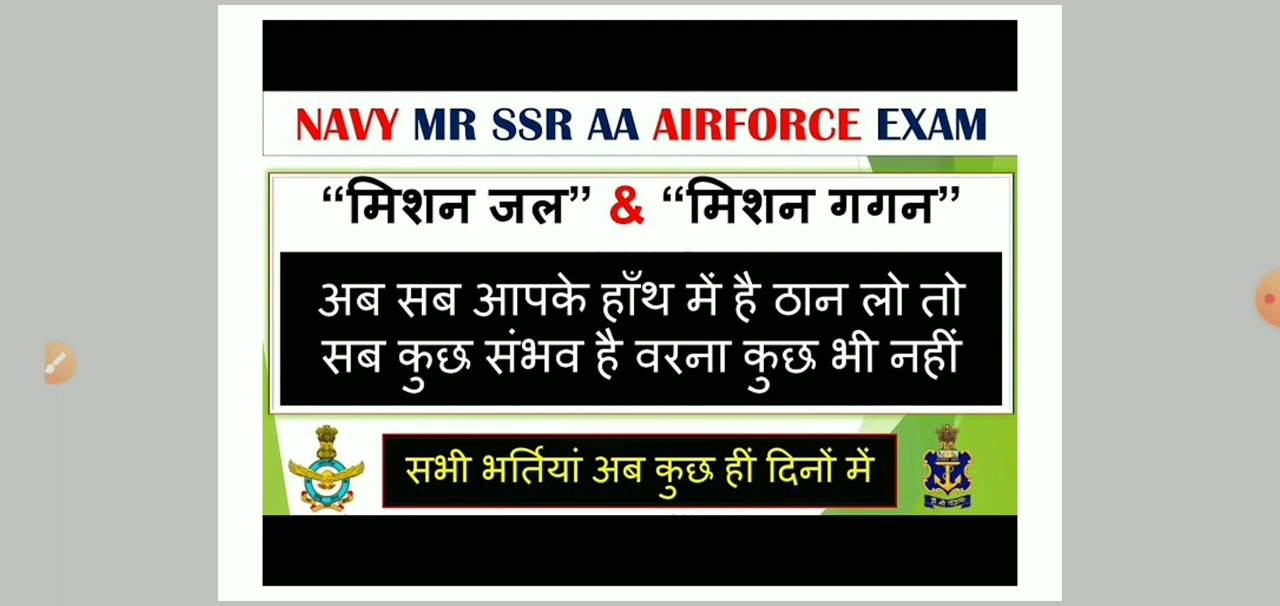 NAVY MR SSR AA AIRFORCE EXAM
“मिशन जल” & “मिशन गगन”
अब सब आपके हाँथ में है ठान लो तो
सब कुछ संभव है वरना कुछ भी नहीं
सभी भर्तियां अब कुछ हीं दिनों में